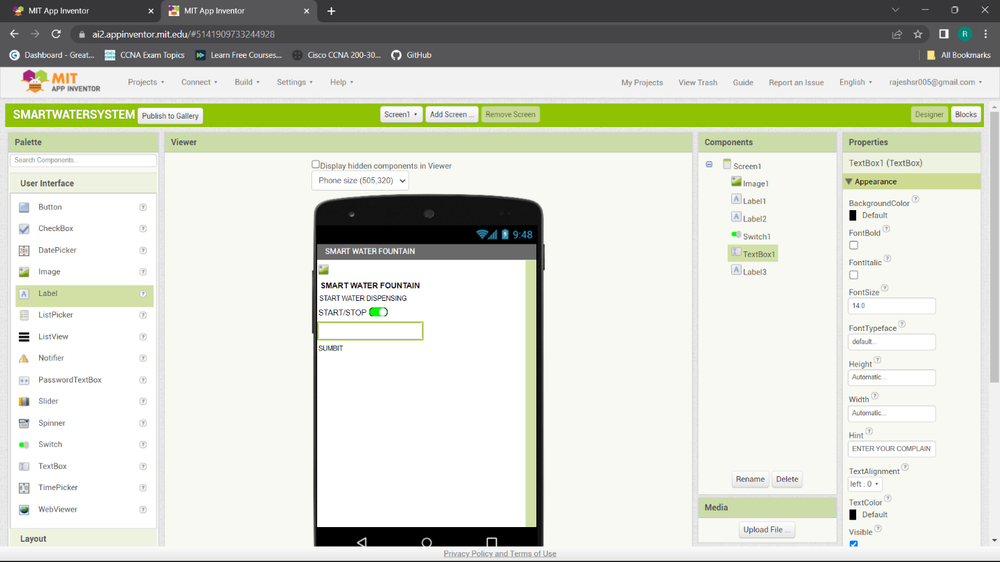 MIT App Inventor
MIT App Inventor
ai2.appinventor.mit.edu/#5141909733244928
R
Dashboard - Great...
CCNA Exam Topics
Learn Free Courses...
Cisco CCNA 200-30...
GitHub
All Bookmarks
MIT
APP INVENTOR
Projects
Connect
Build
Settings
Help
My Projects
View Trash
Guide
Report an Issue
English
rajeshsr005@gmail.com
SMARTWATERSYSTEM
Publish to Gallery
Screen1
Add Screen ...
Remove Screen
Designer
Blocks
Palette
Search Components...
User Interface
Button
CheckBox
DatePicker
Image
Label
ListPicker
ListView
Notifier
PasswordTextBox
Slider
Spinner
Switch
TextBox
TimePicker
WebViewer
Layout
Viewer
Display hidden components in Viewer
Phone size (505,320)
9:48
SMART WATER FOUNTAIN
SMART WATER FOUNTAIN
START WATER DISPENSING
START/STOP
SUMBIT
Components
Screen1
Image1
Label1
Label2
Switch1
TextBox1
Label3
Rename
Delete
Media
Upload File ...
Properties
TextBox1 (TextBox)
Appearance
BackgroundColor
Default
FontBold
FontItalic
FontSize
14.0
FontTypeface
default...
Height
Automatic...
Width
Automatic...
Hint
ENTER YOUR COMPLAIN
TextAlignment
left : 0
TextColor
Default
Visible
Privacy Policy and Terms of Use